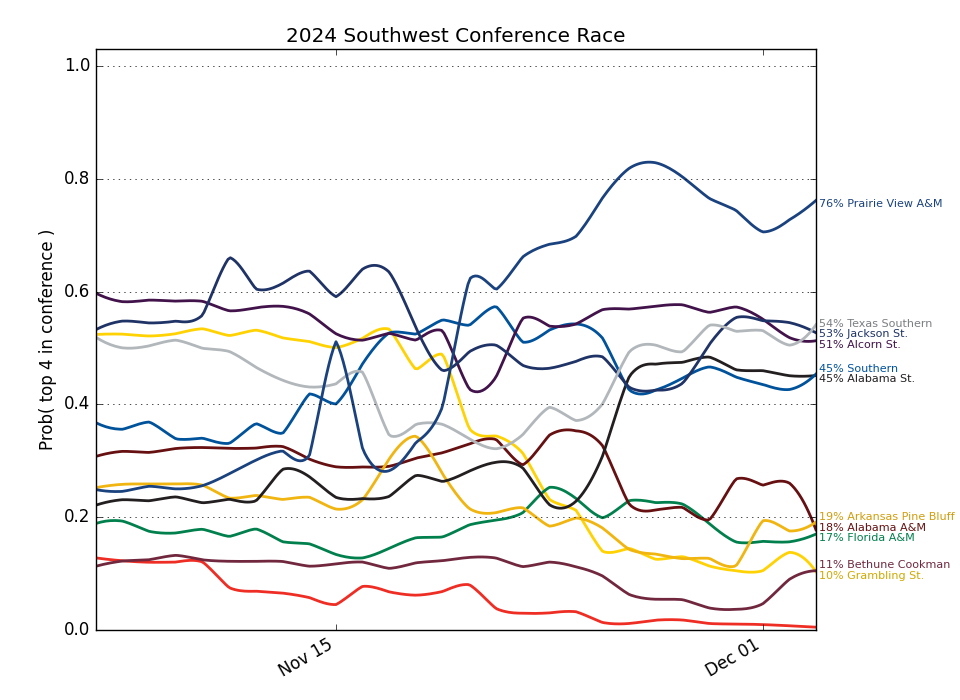 2024 Southwest Conference Race
1.0
0.8
0.6
0.4
0.2
0.0
Prob( top 4 in conference )
Nov 15
Dec 01
76% Prairie View A&M
54% Texas Southern
53% Jackson St.
51% Alcorn St.
45% Southern
45% Alabama St.
19% Arkansas Pine Bluff
18% Alabama A&M
17% Florida A&M
11% Bethune Cookman
10% Grambling St.